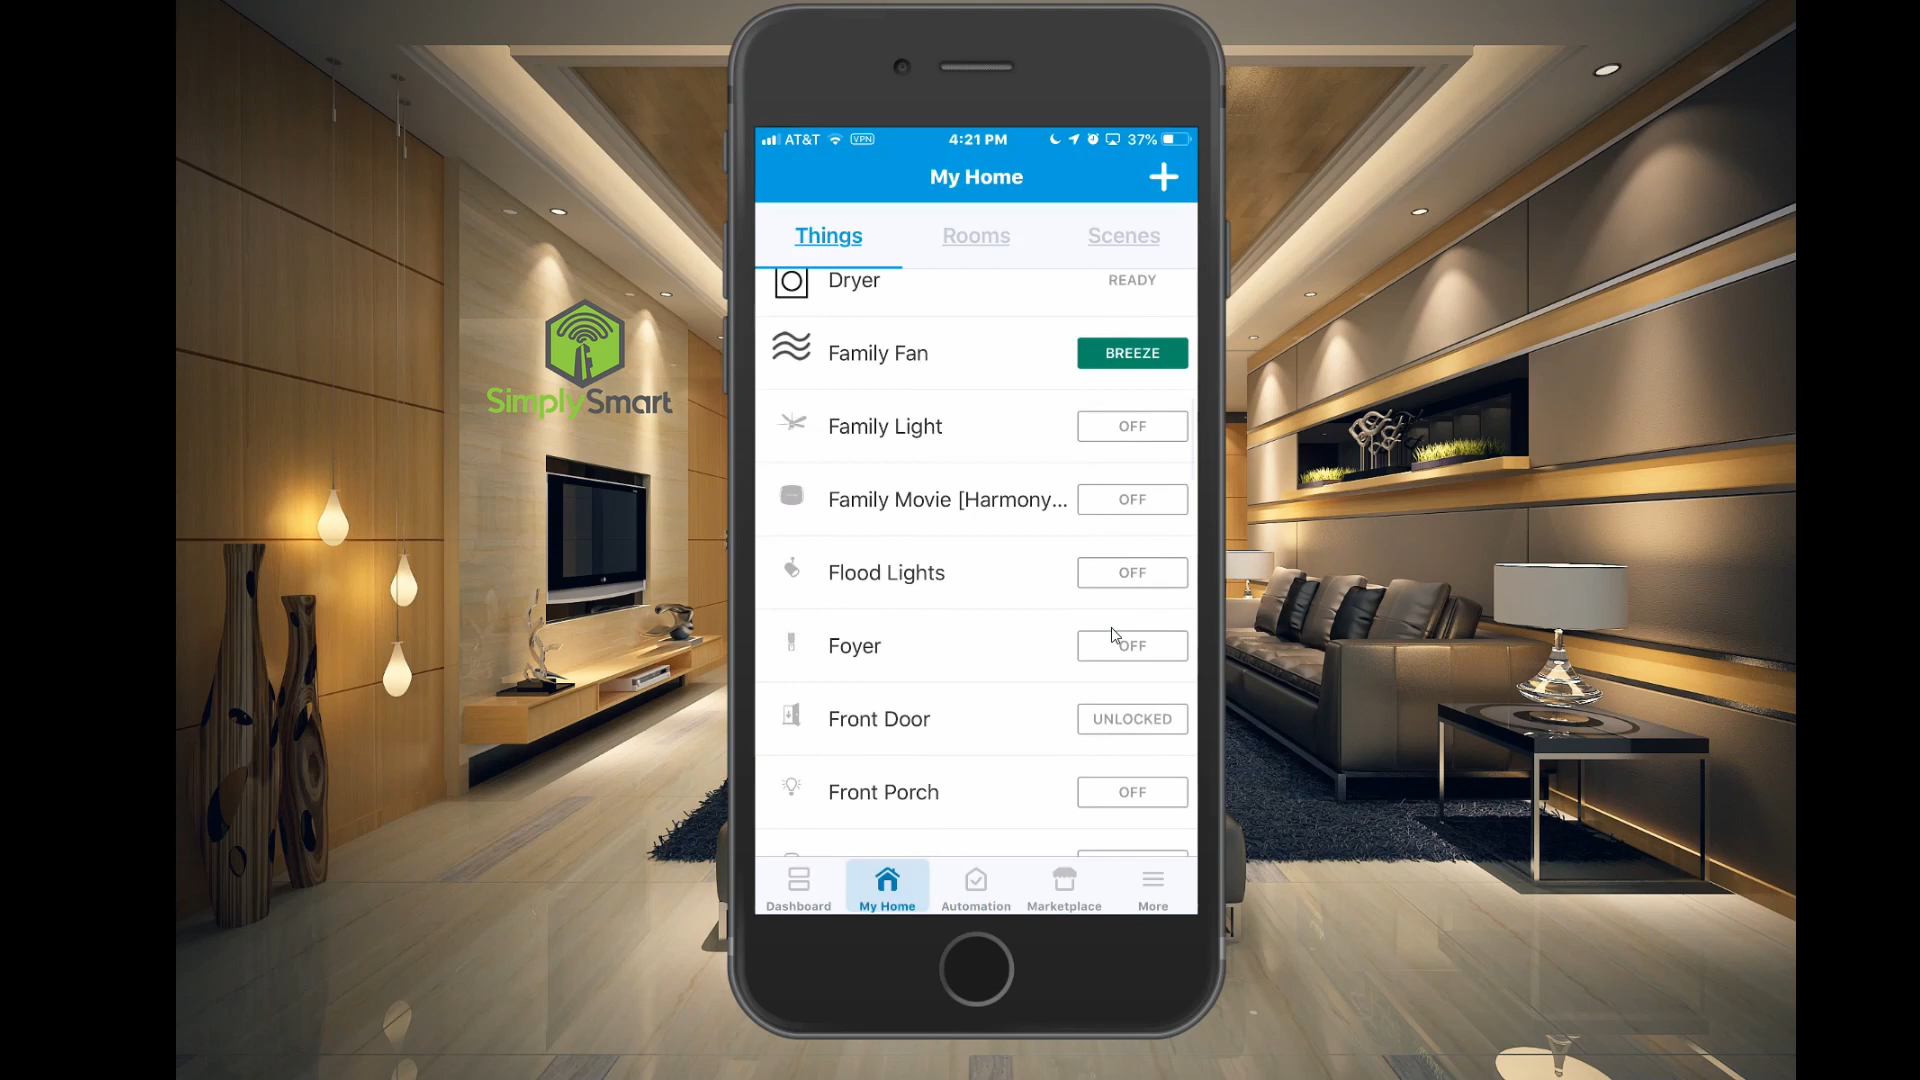 AT&T VPN 4:21 PM 37%
My Home
Things Rooms Scenes
Dryer READY
Family Fan BREEZE
Family Light OFF
Family Movie [Harmony... OFF
Flood Lights OFF
Foyer OFF
Front Door UNLOCKED
Front Porch OFF
Dashboard My Home Automation Marketplace More
SimplySmart